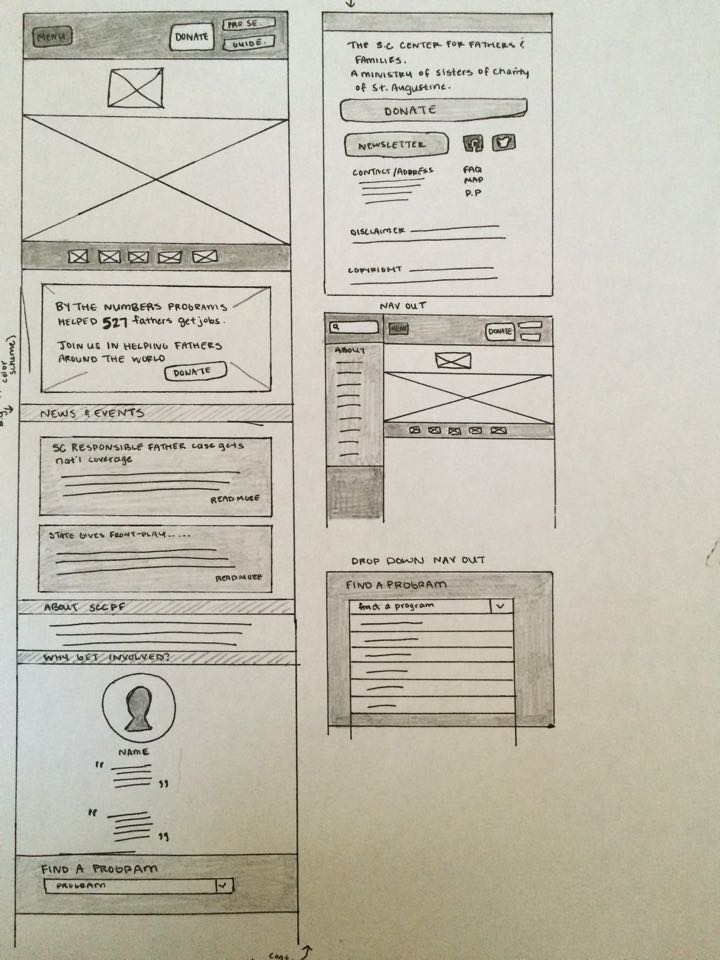 MENU
DONATE
PRO SE.
GUIDE.
BY THE NUMBERS PROGRAMS
HELPED 527 fathers get jobs.
JOIN US IN HELPING FATHERS
AROUND THE WORLD
DONATE
color
scheme)
NEWS & EVENTS
SC RESPONSIBLE FATHER case gets
nat'l coverage
READ MORE
STATE GIVES FRONT-PLAY.....
READ MORE
ABOUT SCCPF
WHY GET INVOLVED?
NAME
" "
" "
FIND A PROGRAM
PROGRAM
cont.
THE S.C CENTER FOR FATHERS &
FAMILIES.
A MINISTRY OF SISTERS OF CHARITY
OF ST. AUGUSTINE.
DONATE
NEWSLETTER
CONTACT/ADDRESS
FAQ
MAP
P.P
DISCLAIMER
COPYRIGHT
NAV OUT
MENU
DONATE
ABOUT
DROP DOWN NAV OUT
FIND A PROGRAM
find a program